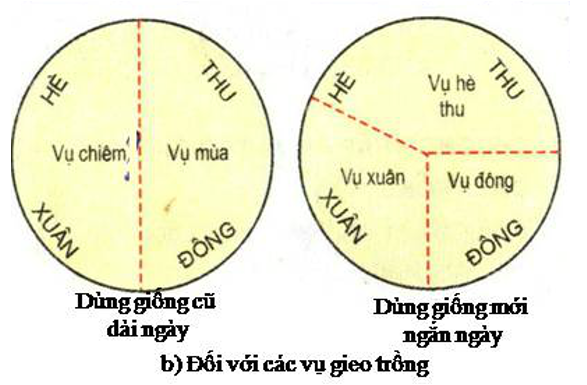 HÈ
THU
Vụ chiêm
Vụ mùa
XUÂN
ĐÔNG
HÈ
THU
Vụ hè
thu
Vụ xuân
Vụ đông
XUÂN
ĐÔNG
Dùng giống cũ
dài ngày
Dùng giống mới
ngắn ngày
b) Đối với các vụ gieo trồng